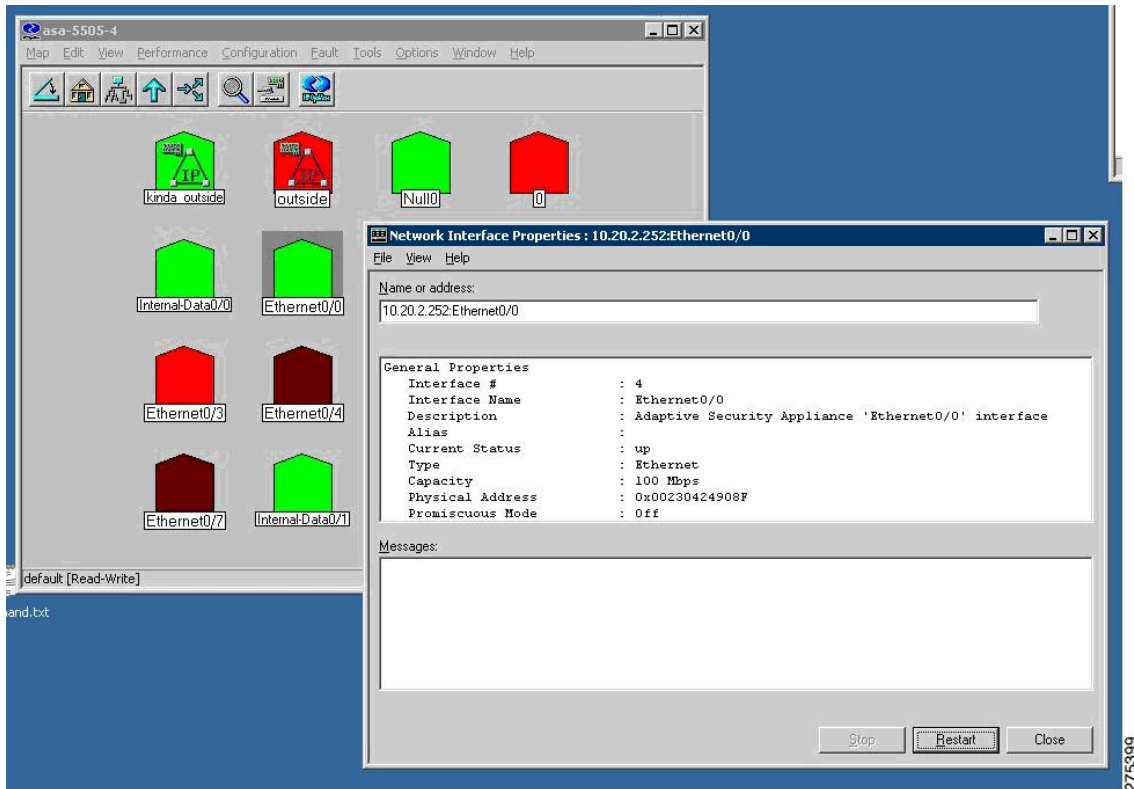 asa-5505-4
Map Edit View Performance Configuration Fault Tools Options Window Help
IP
kinda outside
IP
outside
Null0
0
Internal-Data0/0
Ethernet0/0
Ethernet0/3
Ethernet0/4
Ethernet0/7
Internal-Data0/1
default [Read-Write]
and.txt
Network Interface Properties : 10.20.2.252:Ethernet0/0
File View Help
Name or address:
10.20.2.252:Ethernet0/0
General Properties
Interface # : 4
Interface Name : Ethernet0/0
Description : Adaptive Security Appliance 'Ethernet0/0' interface
Alias :
Current Status : up
Type : Ethernet
Capacity : 100 Mbps
Physical Address : 0x00230424908F
Promiscuous Mode : Off
Messages:
Stop Restart Close
275399